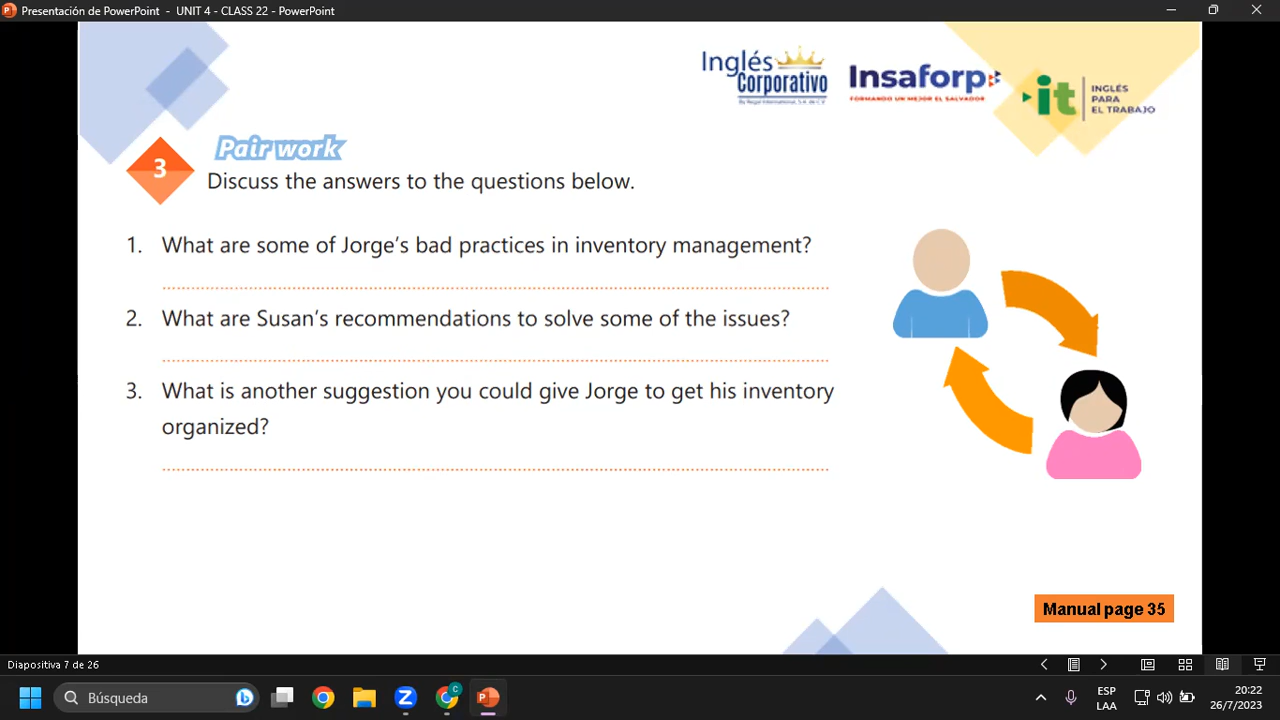 Presentación de PowerPoint - UNIT 4 - CLASS 22 - PowerPoint
Inglés
Corporativo
By Regal International, S.A. de C.V.
Insaforp
FORMANDO UN MEJOR EL SALVADOR.
it
INGLÉS
PARA
EL TRABAJO
Pair work
3
Discuss the answers to the questions below.
1. What are some of Jorge's bad practices in inventory management?
2. What are Susan's recommendations to solve some of the issues?
3. What is another suggestion you could give Jorge to get his inventory
organized?
Manual page 35
Diapositiva 7 de 26
Búsqueda
C
ESP
LAA
20:22
26/7/2023